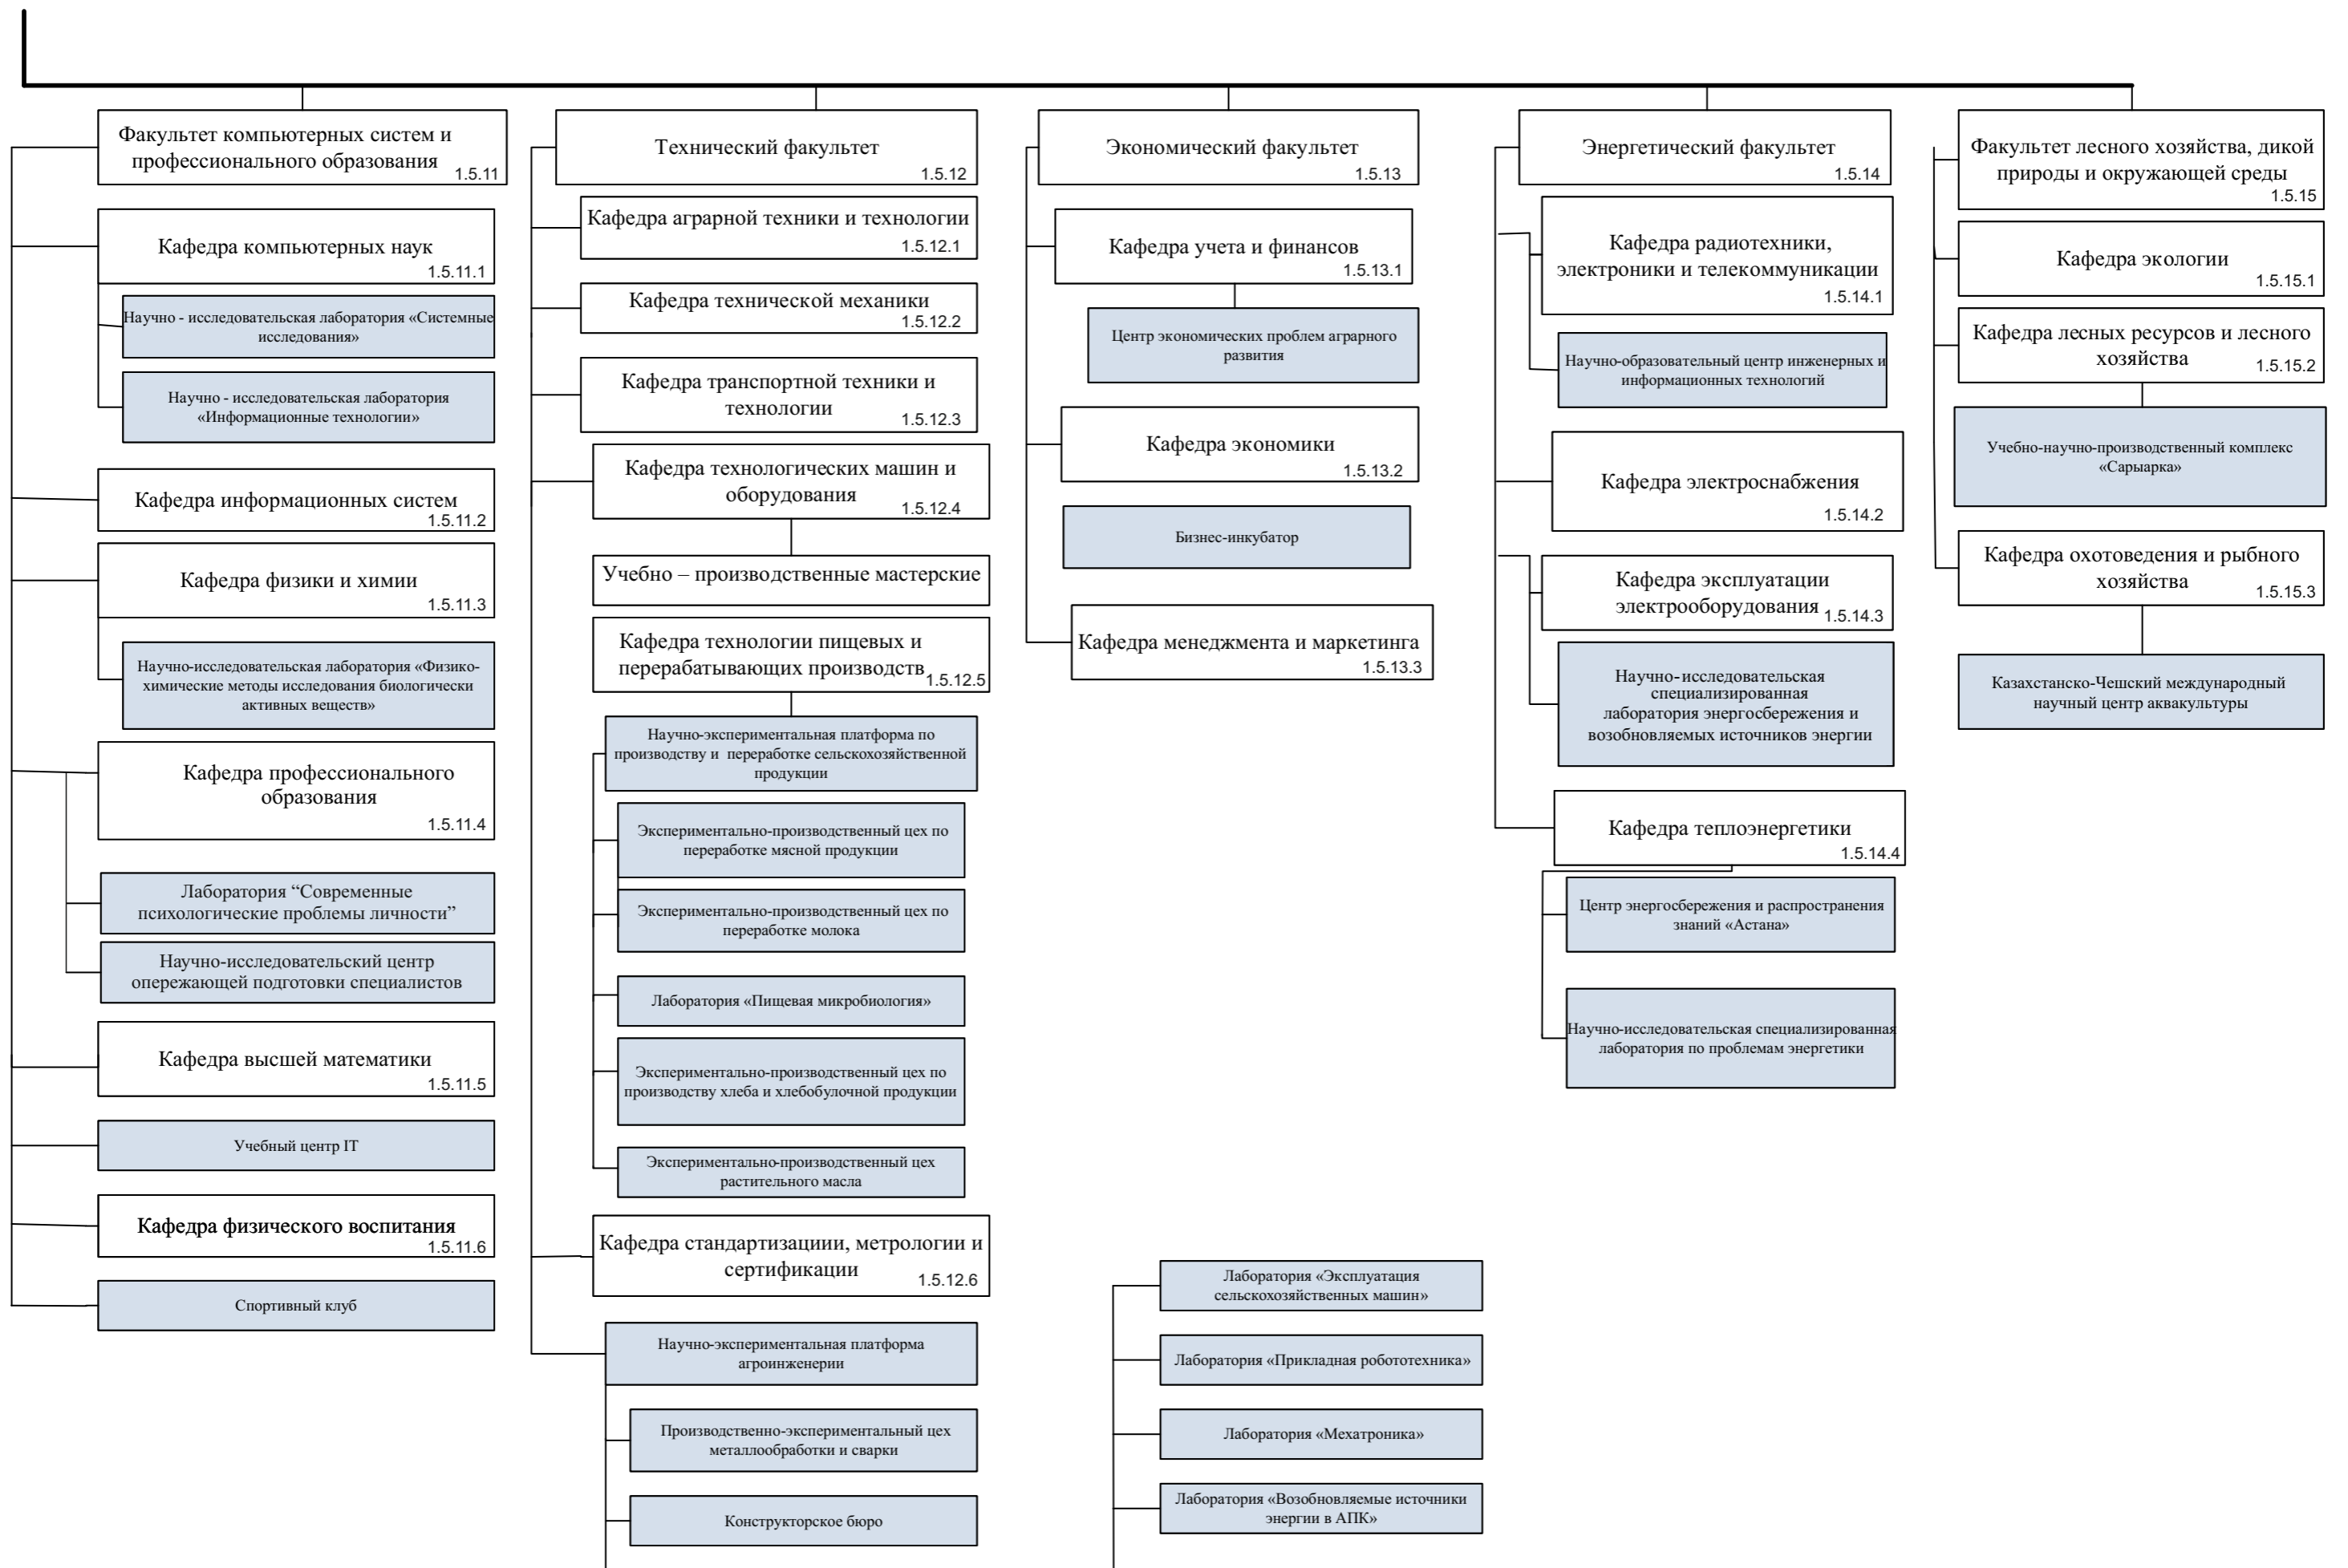 Факультет компьютерных систем и
профессионального образования
1.5.11
Кафедра компьютерных наук
1.5.11.1
Научно - исследовательская лаборатория «Системные
исследования»
Научно - исследовательская лаборатория
«Информационные технологии»
Кафедра информационных систем
1.5.11.2
Кафедра физики и химии
1.5.11.3
Научно-исследовательская лаборатория «Физико-
химические методы исследования биологически
активных веществ»
Кафедра профессионального
образования
1.5.11.4
Лаборатория “Современные
психологические проблемы личности”
Научно-исследовательский центр
опережающей подготовки специалистов
Кафедра высшей математики
1.5.11.5
Учебный центр IT
Кафедра физического воспитания
1.5.11.6
Спортивный клуб
Технический факультет
1.5.12
Кафедра аграрной техники и технологии
1.5.12.1
Кафедра технической механики
1.5.12.2
Кафедра транспортной техники и
технологии
1.5.12.3
Кафедра технологических машин и
оборудования
1.5.12.4
Учебно – производственные мастерские
Кафедра технологии пищевых и
перерабатывающих производств
1.5.12.5
Научно-экспериментальная платформа по
производству и переработке сельскохозяйственной
продукции
Экспериментально-производственный цех по
переработке мясной продукции
Экспериментально-производственный цех по
переработке молока
Лаборатория «Пищевая микробиология»
Экспериментально-производственный цех по
производству хлеба и хлебобулочной продукции
Экспериментально-производственный цех
растительного масла
Кафедра стандартизациии, метрологии и
сертификации
1.5.12.6
Научно-экспериментальная платформа
агроинженерии
Производственно-экспериментальный цех
металлообработки и сварки
Конструкторское бюро
Экономический факультет
1.5.13
Кафедра учета и финансов
1.5.13.1
Центр экономических проблем аграрного
развития
Кафедра экономики
1.5.13.2
Бизнес-инкубатор
Кафедра менеджмента и маркетинга
1.5.13.3
Лаборатория «Эксплуатация
сельскохозяйственных машин»
Лаборатория «Прикладная робототехника»
Лаборатория «Мехатроника»
Лаборатория «Возобновляемые источники
энергии в АПК»
Энергетический факультет
1.5.14
Кафедра радиотехники,
электроники и телекоммуникации
1.5.14.1
Научно-образовательный центр инженерных и
информационных технологий
Кафедра электроснабжения
1.5.14.2
Кафедра эксплуатации
электрооборудования
1.5.14.3
Научно-исследовательская
специализированная
лаборатория энергосбережения и
возобновляемых источников энергии
Кафедра теплоэнергетики
1.5.14.4
Центр энергосбережения и распространения
знаний «Астана»
Научно-исследовательская специализированная
лаборатория по проблемам энергетики
Факультет лесного хозяйства, дикой
природы и окружающей среды
1.5.15
Кафедра экологии
1.5.15.1
Кафедра лесных ресурсов и лесного
хозяйства
1.5.15.2
Учебно-научно-производственный комплекс
«Сарыарка»
Кафедра охотоведения и рыбного
хозяйства
1.5.15.3
Казахстанско-Чешский международный
научный центр аквакультуры